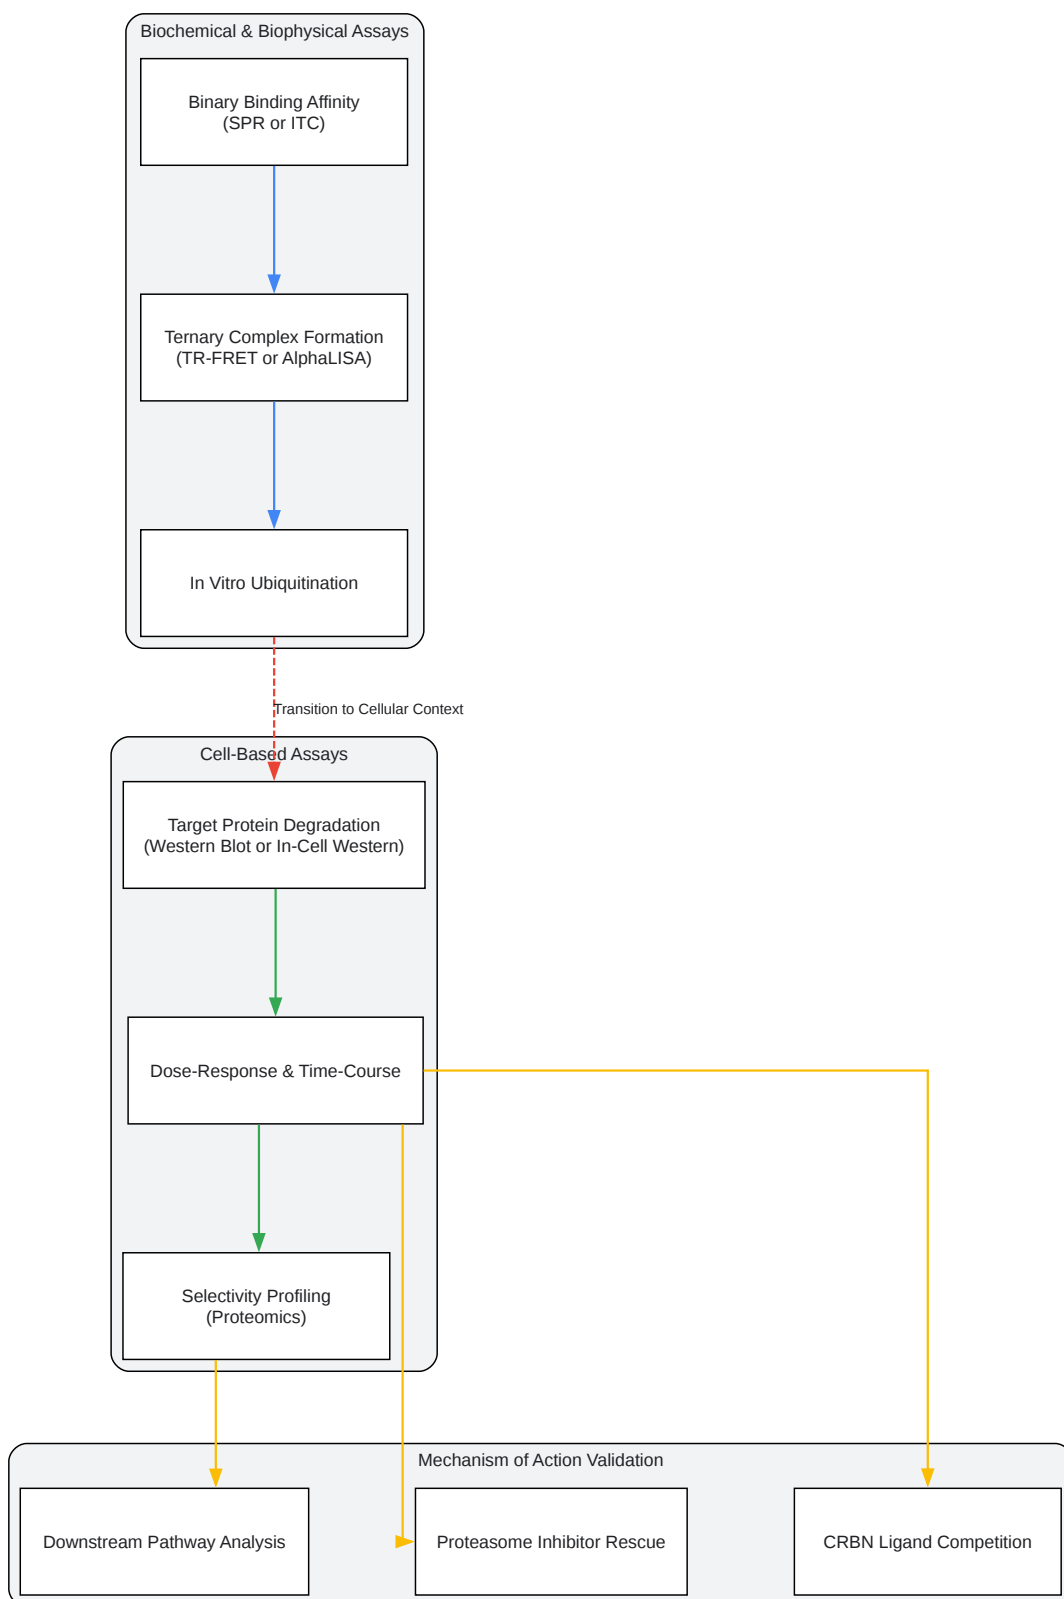 Biochemical & Biophysical Assays
Binary Binding Affinity
(SPR or ITC)
Ternary Complex Formation
(TR-FRET or AlphaLISA)
In Vitro Ubiquitination
Transition to Cellular Context
Cell-Based Assays
Target Protein Degradation
(Western Blot or In-Cell Western)
Dose-Response & Time-Course
Selectivity Profiling
(Proteomics)
Mechanism of Action Validation
Downstream Pathway Analysis
Proteasome Inhibitor Rescue
CRBN Ligand Competition